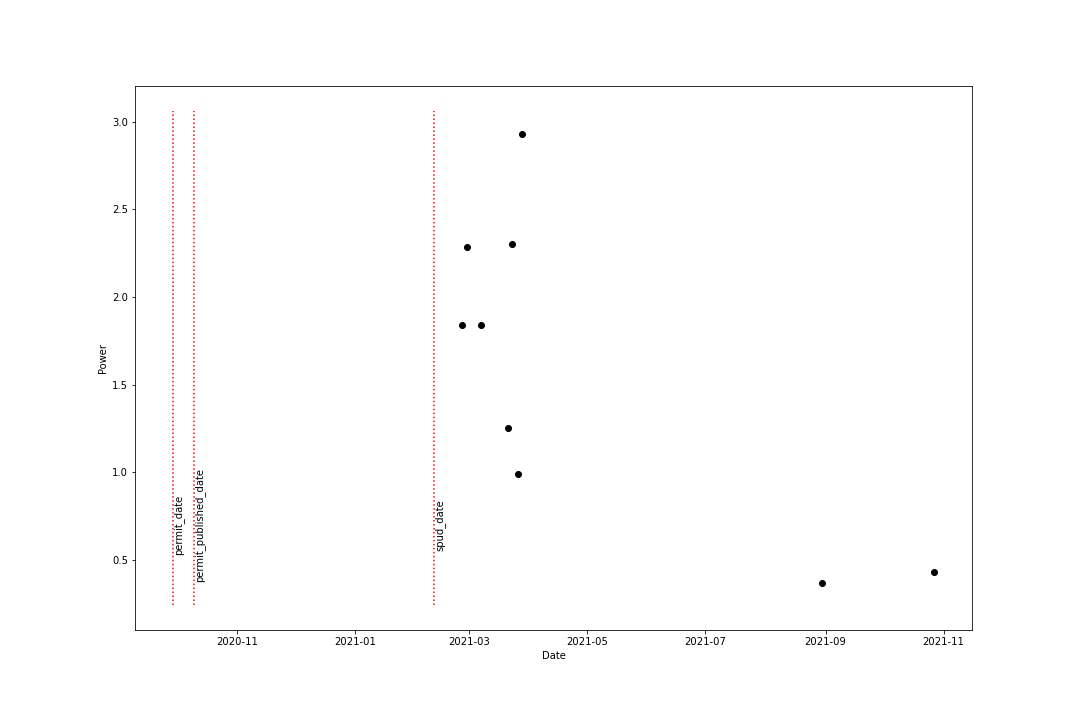 3.0
2.5
2.0
1.5
1.0
0.5
Power
permit_date
permit_published_date
spud_date
2020-11 2021-01 2021-03 2021-05 2021-07 2021-09 2021-11
Date